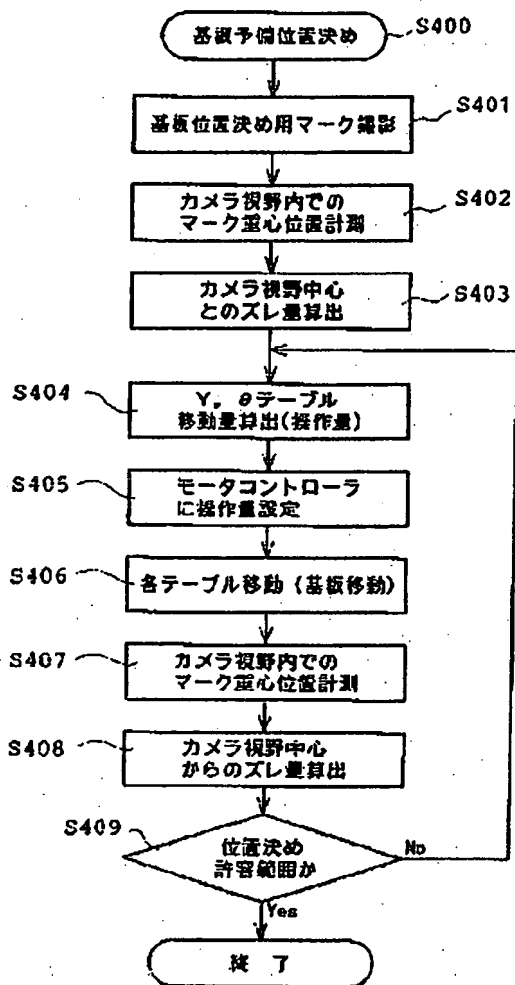 基板予備位置決め
S400
基板位置決め用マーク撮影
S401
カメラ視野内での
マーク重心位置計測
S402
カメラ視野中心
とのズレ量算出
S403
S404
Y, θテーブル
移動量算出(操作量)
S405
モータコントローラ
に操作量設定
S406
各テーブル移動(基板移動)
S407
カメラ視野内での
マーク重心位置計測
S408
カメラ視野中心
からのズレ量算出
S409
位置決め
許容範囲か
No
Yes
終了